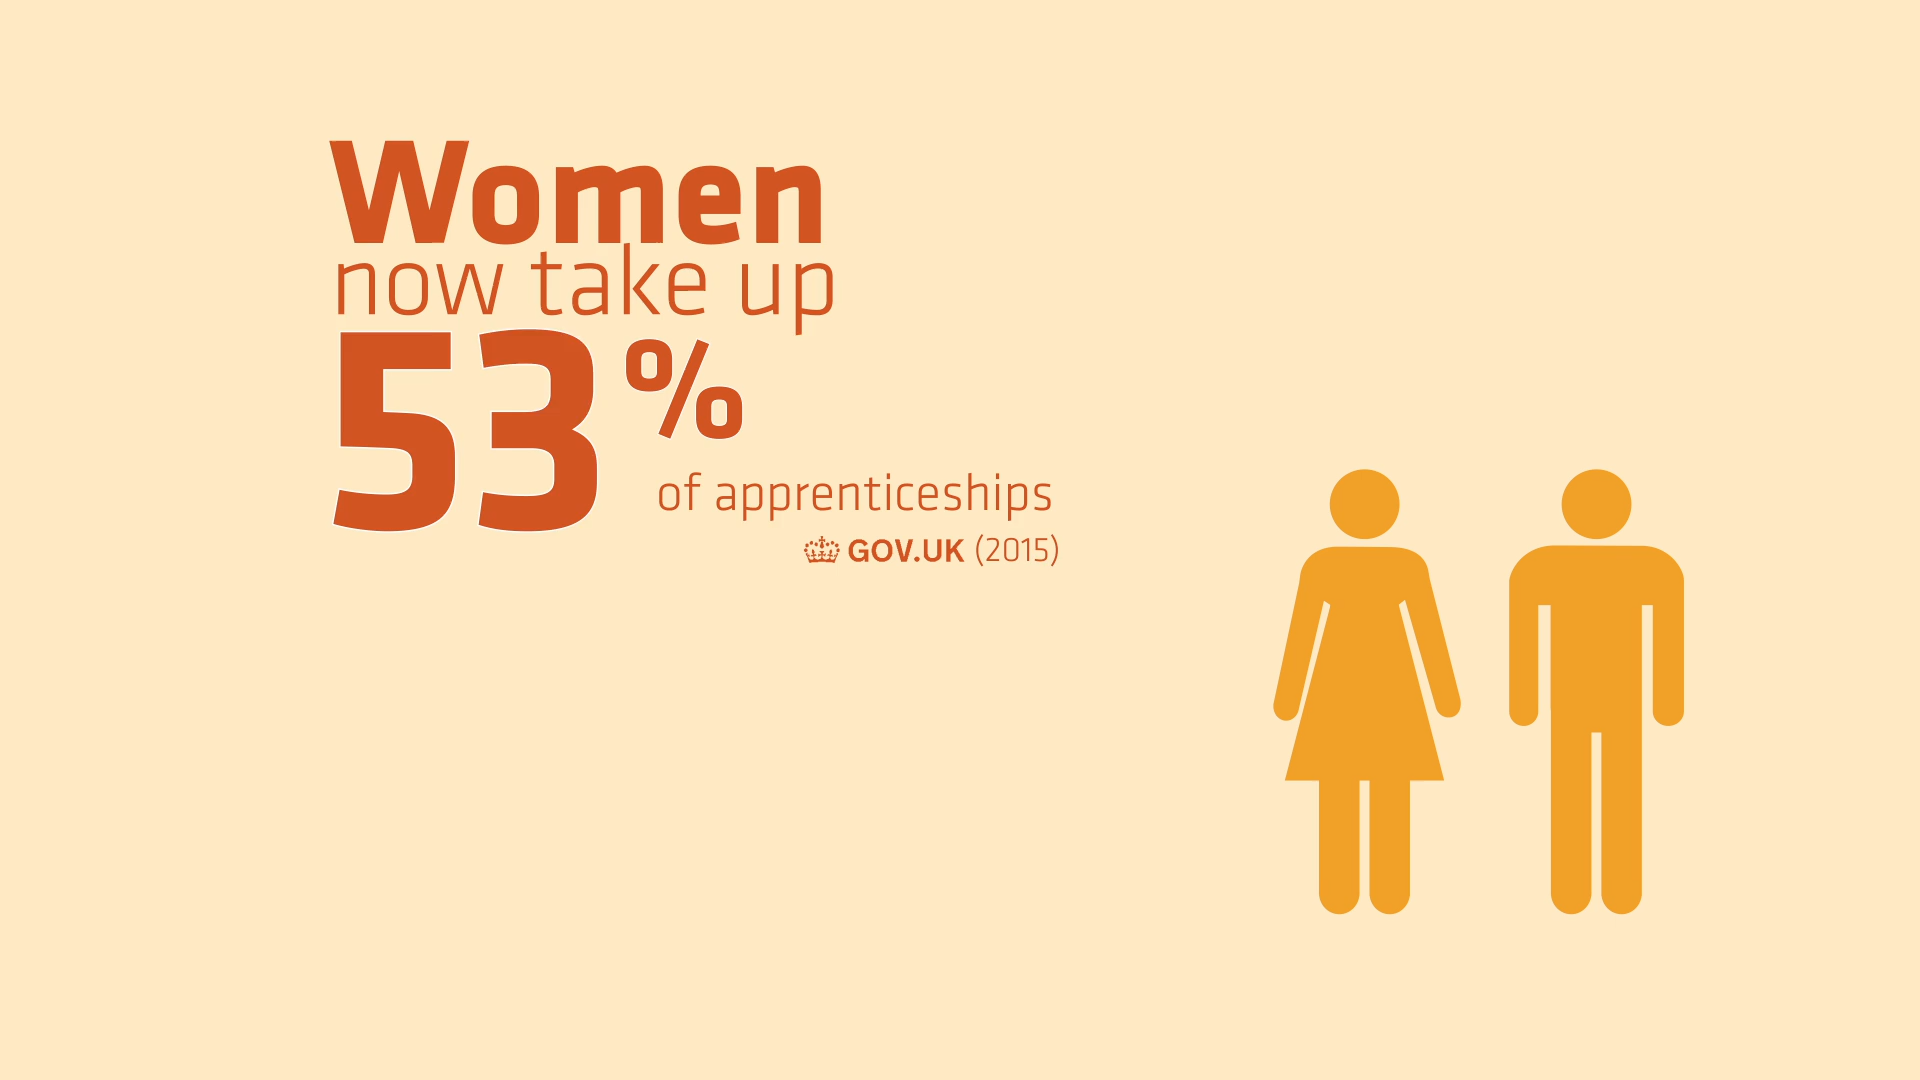 Women
now take up
53%
of apprenticeships
GOV.UK (2015)